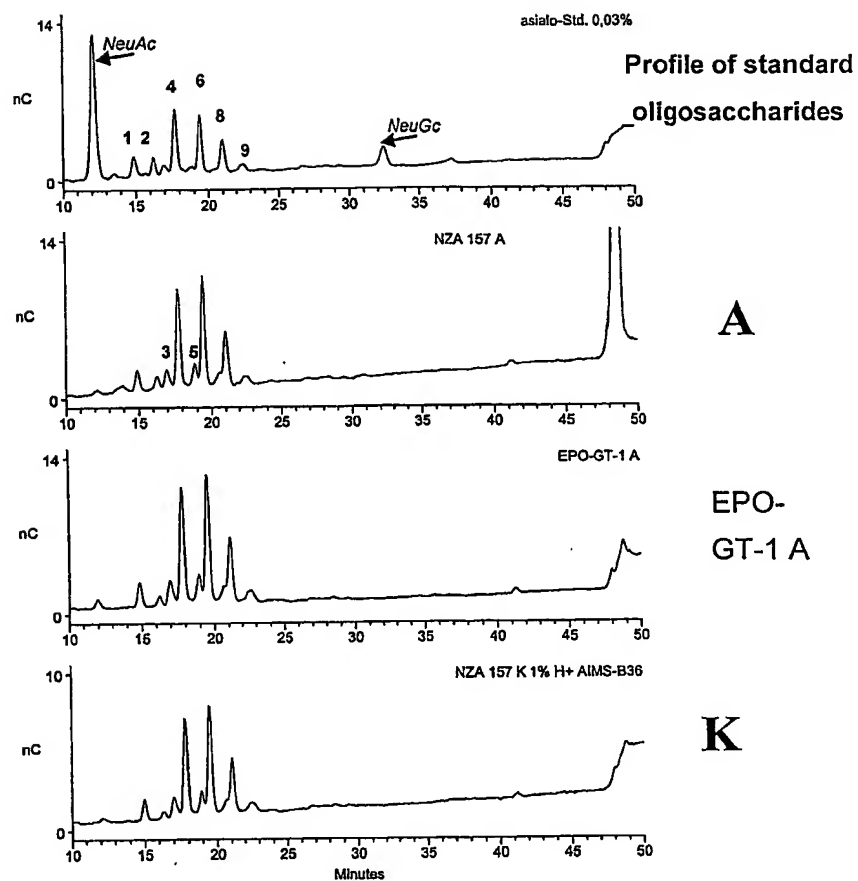 14
asialo-Std. 0,03%
NeuAc
Profile of standard
oligosaccharides
nC
4
6
8
1 2
9
NeuGc
0
10 15 20 25 30 35 40 45 50
14
NZA 157 A
A
nC
3
5
0
10 15 20 25 30 35 40 45 50
14
EPO-GT-1 A
EPO-
GT-1 A
nC
0
10 15 20 25 30 35 40 45 50
10
NZA 157 K 1% H+ AIMS-B36
K
nC
0
10 15 20 25 30 35 40 45 50
Minutes